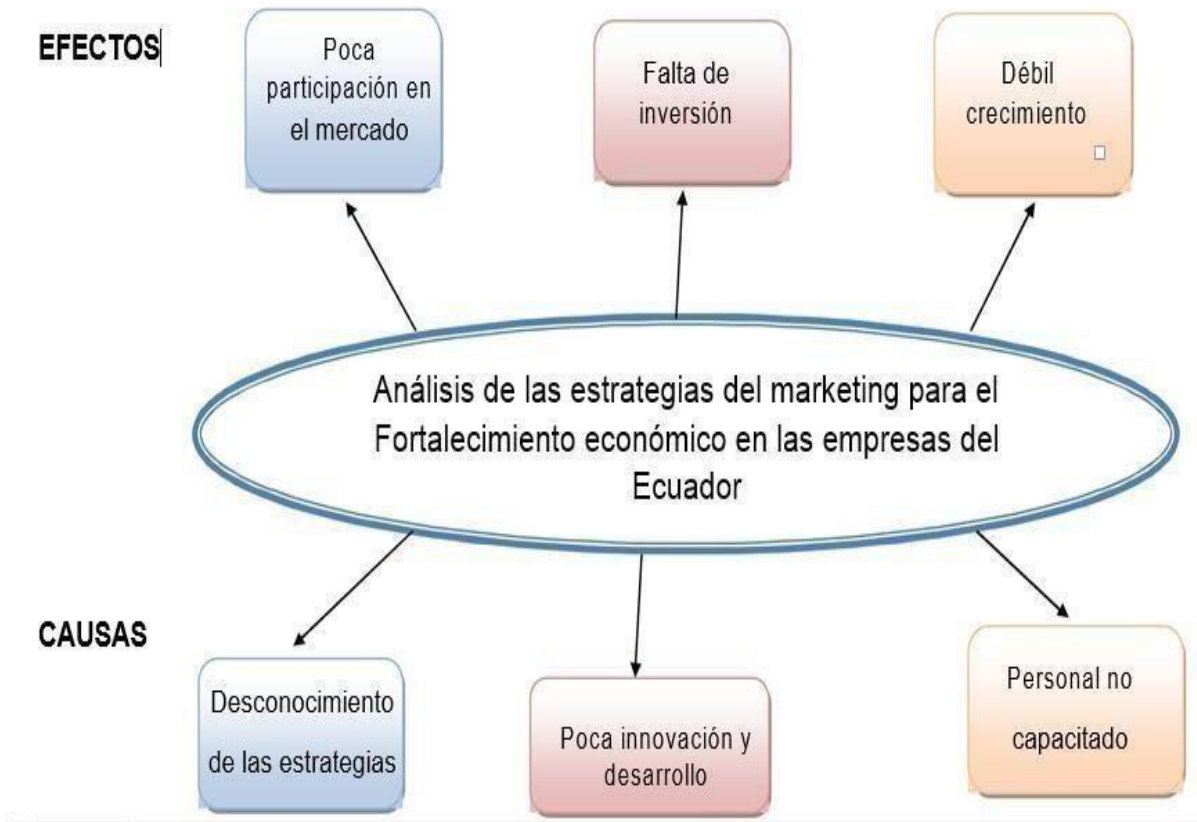 EFECTOS
Poca
participación en
el mercado
Falta de
inversión
Débil
crecimiento
Análisis de las estrategias del marketing para el
Fortalecimiento económico en las empresas del
Ecuador
CAUSAS
Desconocimiento
de las estrategias
Poca innovación y
desarrollo
Personal no
capacitado